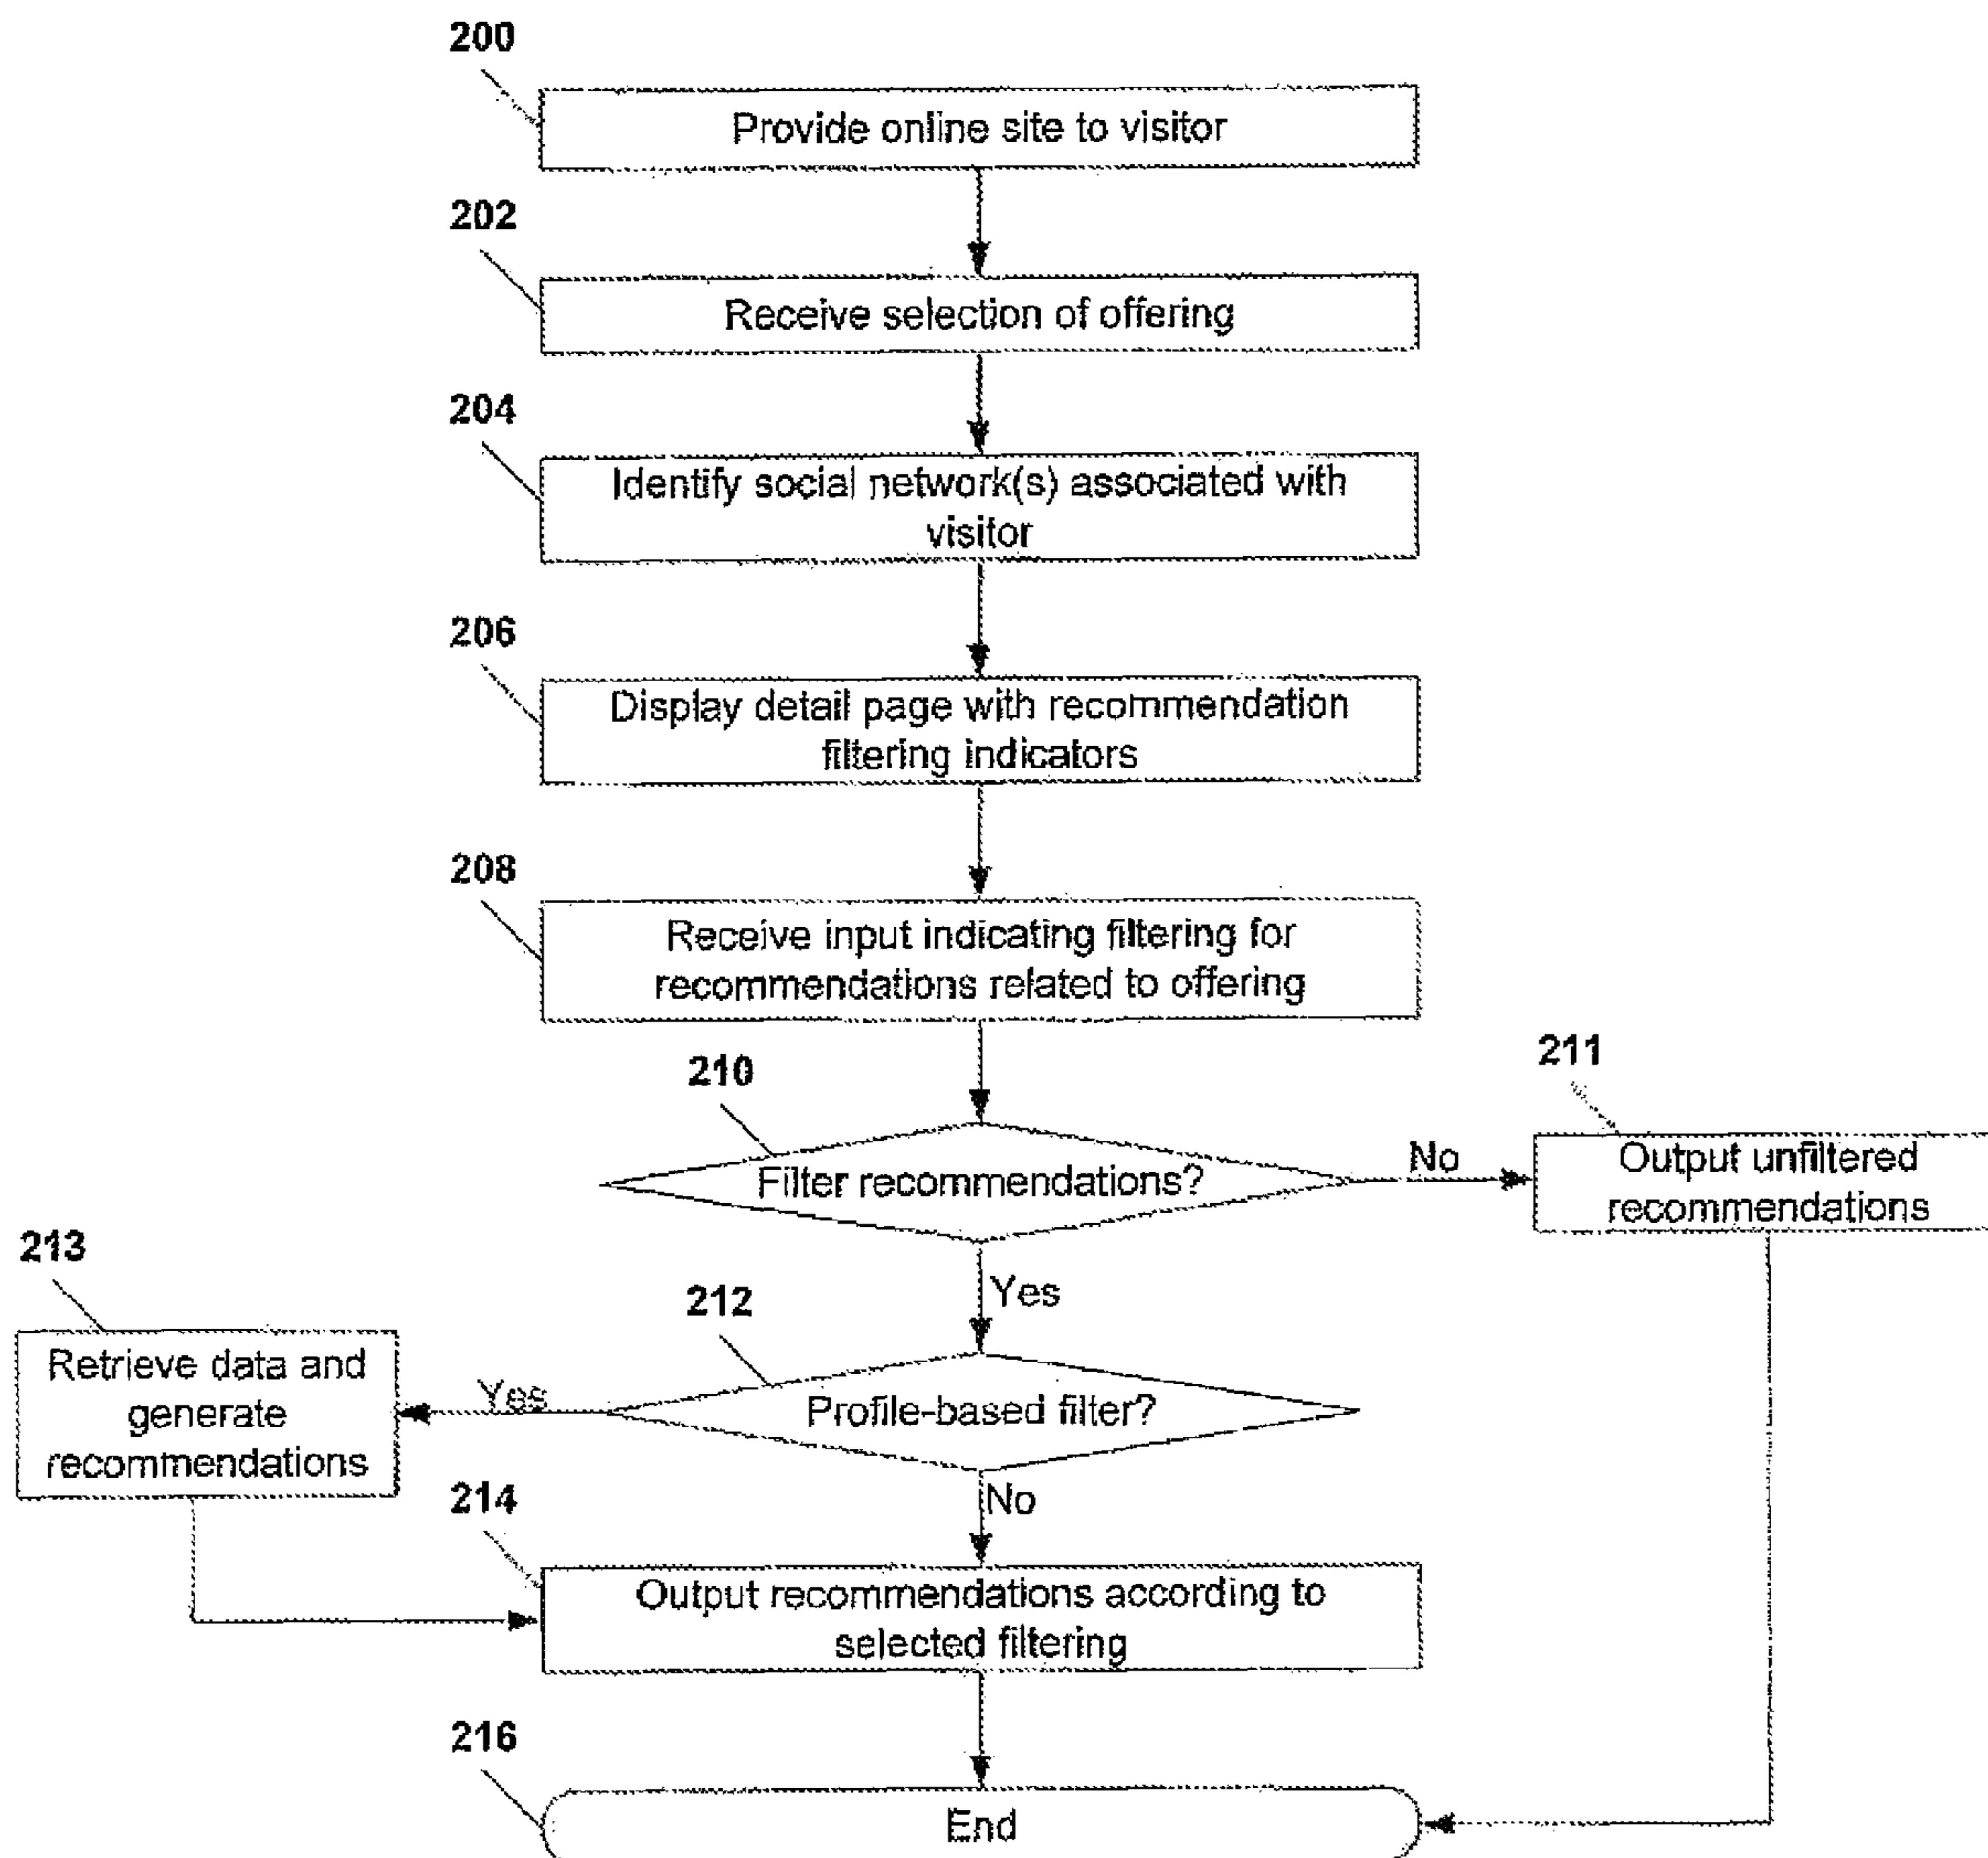 200
Provide online site to visitor
202
Receive selection of offering
204
Identify social network(s) associated with
visitor
206
Display detail page with recommendation
filtering indicators
208
Receive input indicating filtering for
recommendations related to offering
210
Filter recommendations?
No
211
Output unfiltered
recommendations
Yes
213
Retrieve data and
generate
recommendations
212
Profile-based filter?
Yes
No
214
Output recommendations according to
selected filtering
216
End